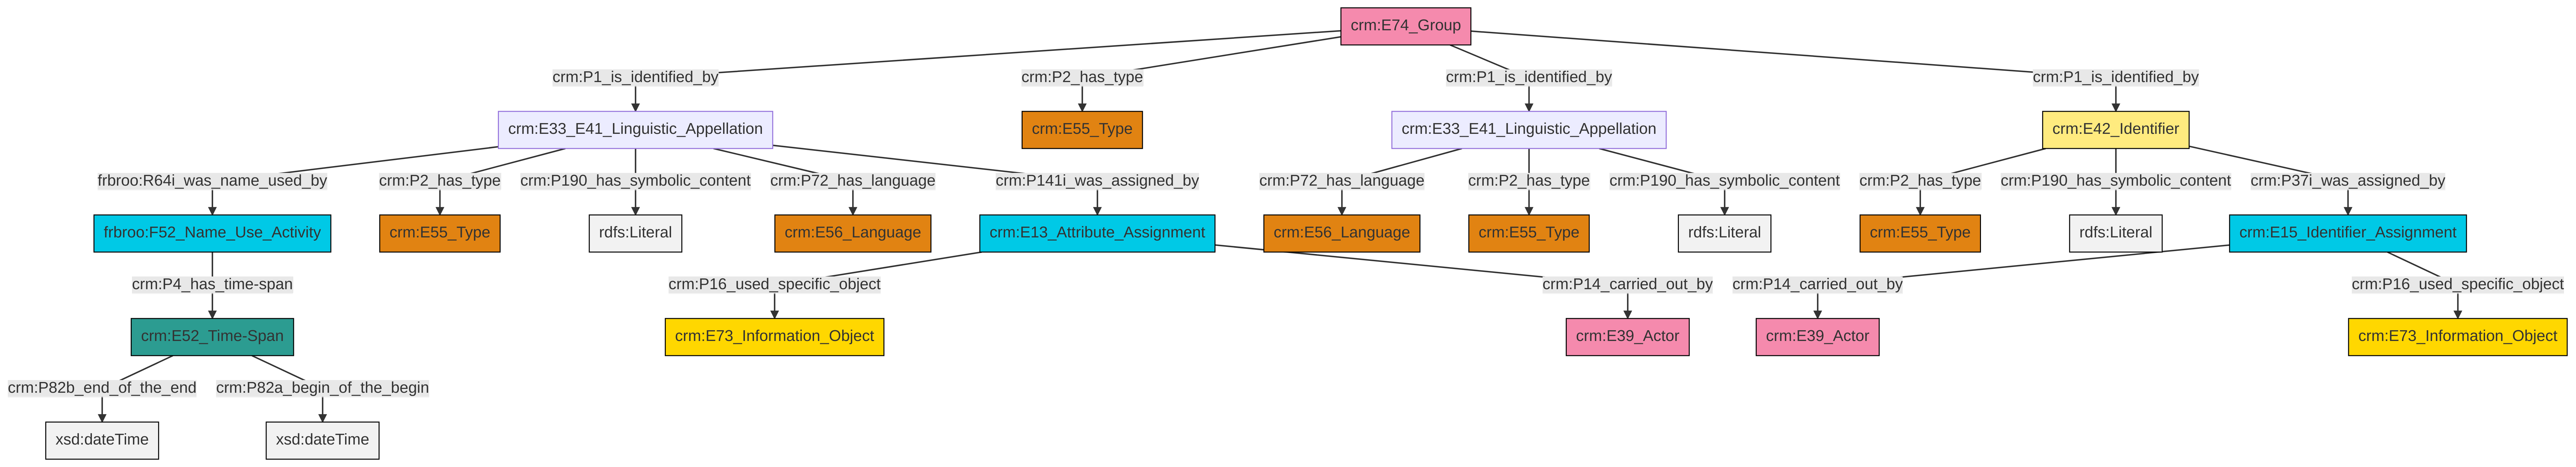 crm:E74_Group
crm:P1_is_identified_by
crm:P2_has_type
crm:P1_is_identified_by
crm:P1_is_identified_by
crm:E33_E41_Linguistic_Appellation
crm:E55_Type
crm:E33_E41_Linguistic_Appellation
crm:E42_Identifier
frbroo:R64i_was_name_used_by
crm:P2_has_type
crm:P190_has_symbolic_content
crm:P72_has_language
crm:P141i_was_assigned_by
crm:P72_has_language
crm:P2_has_type
crm:P190_has_symbolic_content
crm:P2_has_type
crm:P190_has_symbolic_content
crm:P37i_was_assigned_by
frbroo:F52_Name_Use_Activity
crm:E55_Type
rdfs:Literal
crm:E56_Language
crm:E13_Attribute_Assignment
crm:E56_Language
crm:E55_Type
rdfs:Literal
crm:E55_Type
rdfs:Literal
crm:E15_Identifier_Assignment
crm:P4_has_time-span
crm:P16_used_specific_object
crm:P14_carried_out_by
crm:P14_carried_out_by
crm:P16_used_specific_object
crm:E52_Time-Span
crm:E73_Information_Object
crm:E39_Actor
crm:E39_Actor
crm:E73_Information_Object
crm:P82b_end_of_the_end
crm:P82a_begin_of_the_begin
xsd:dateTime
xsd:dateTime